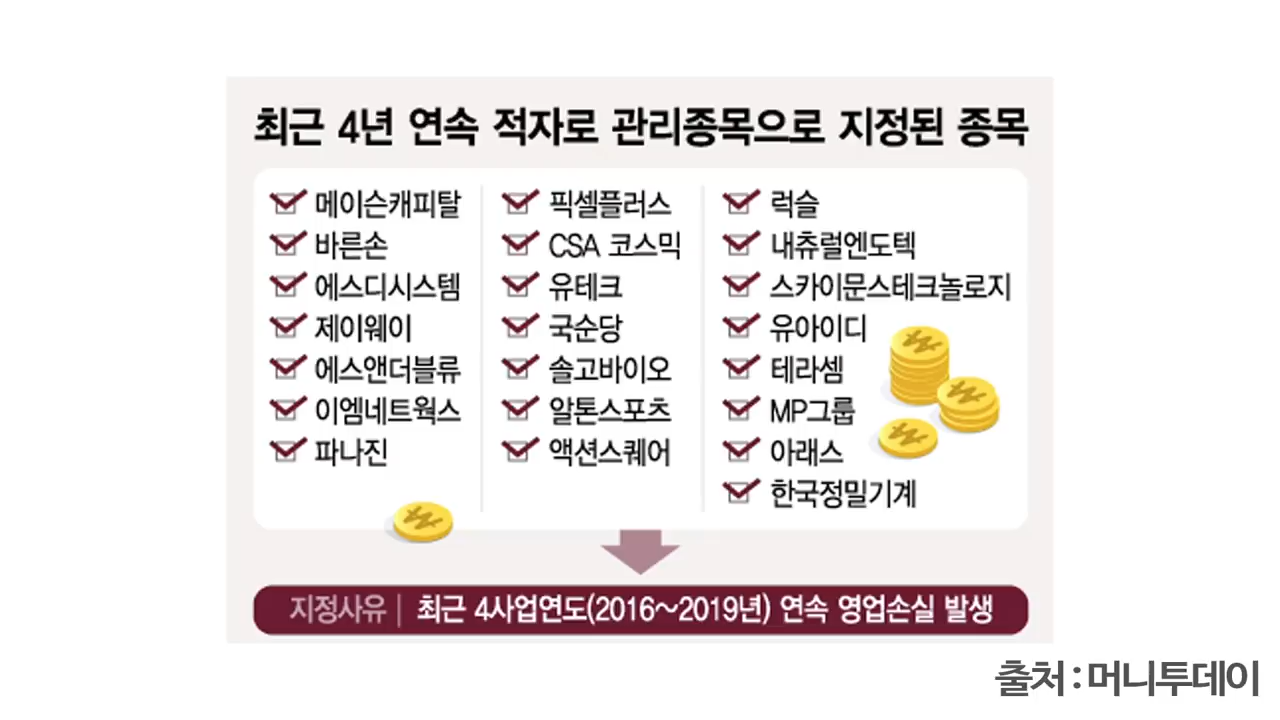 최근 4년 연속 적자로 관리종목으로 지정된 종목
메이슨캐피탈
바른손
에스디시스템
제이웨이
에스앤더블류
이엠네트웍스
파나진
픽셀플러스
CSA 코스믹
유테크
국순당
솔고바이오
알톤스포츠
액션스퀘어
럭슬
내츄럴엔도텍
스카이문스테크놀로지
유아이디
테라셈
MP그룹
아래스
한국정밀기계
지정사유 | 최근 4사업연도(2016~2019년) 연속 영업손실 발생
출처 : 머니투데이